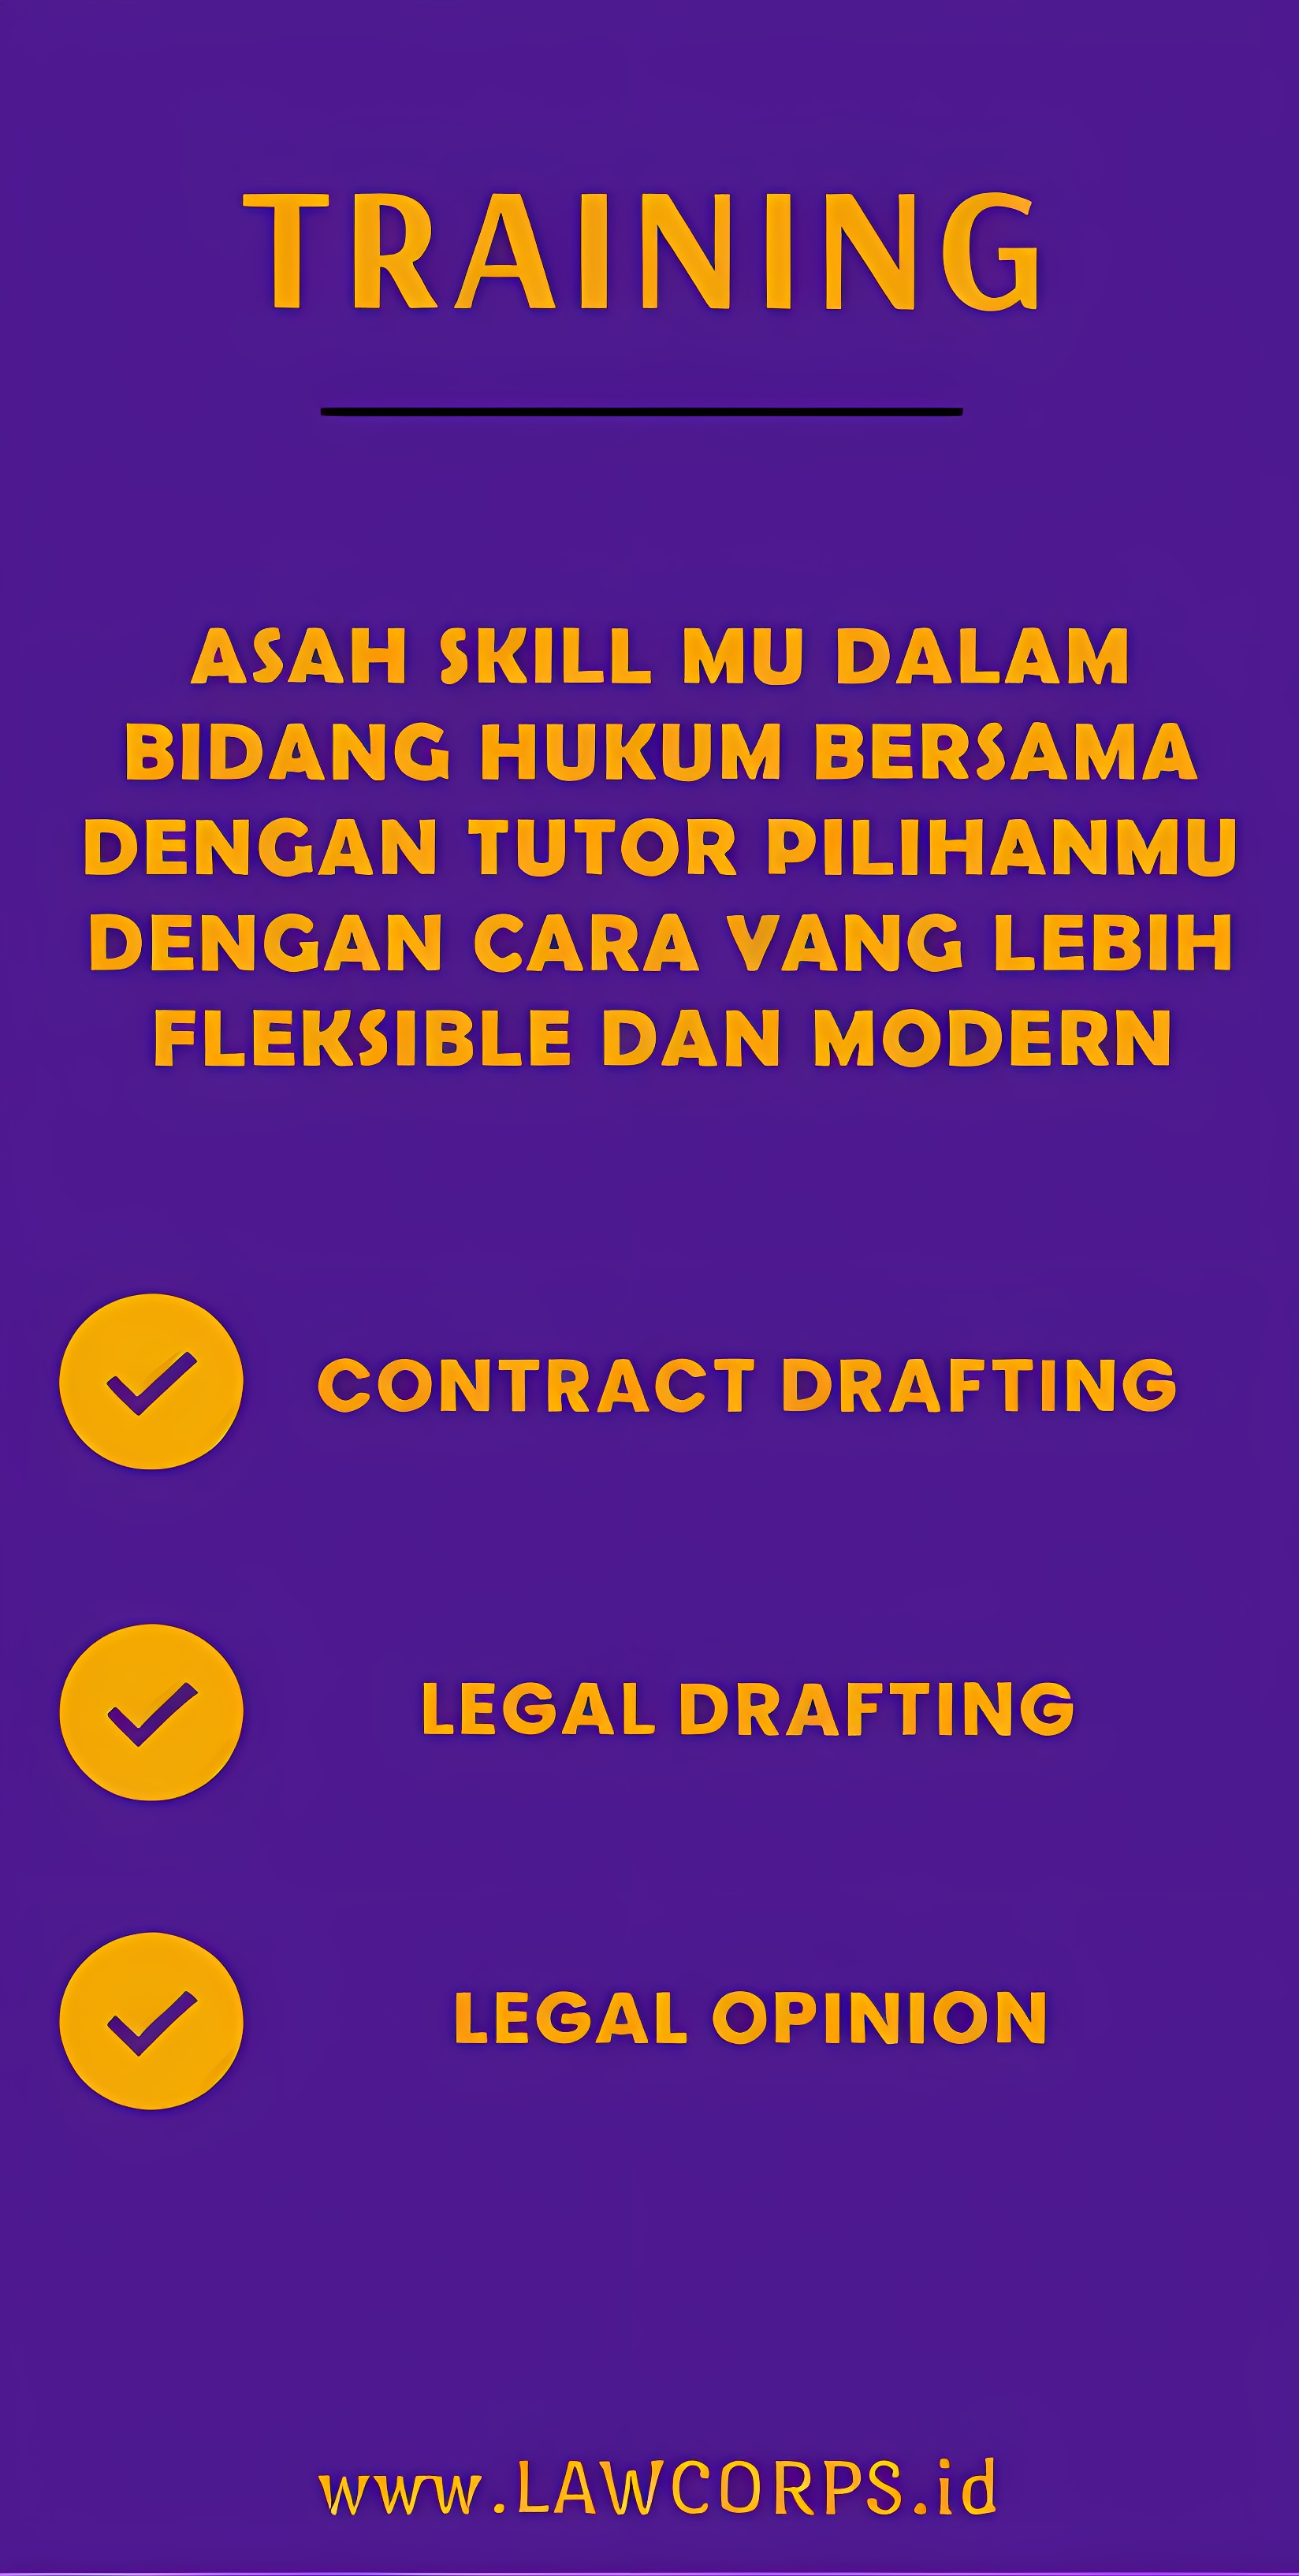 TRAINING
ASAH SKILL MU DALAM
BIDANG HUKUM BERSAMA
DENGAN TUTOR PILIHANMU
DENGAN CARA VANG LEBIH
FLEKSIBLE DAN MODERN
CONTRACT DRAFTING
LEGAL DRAFTING
LEGAL OPINION
www.LAWCORPS.id